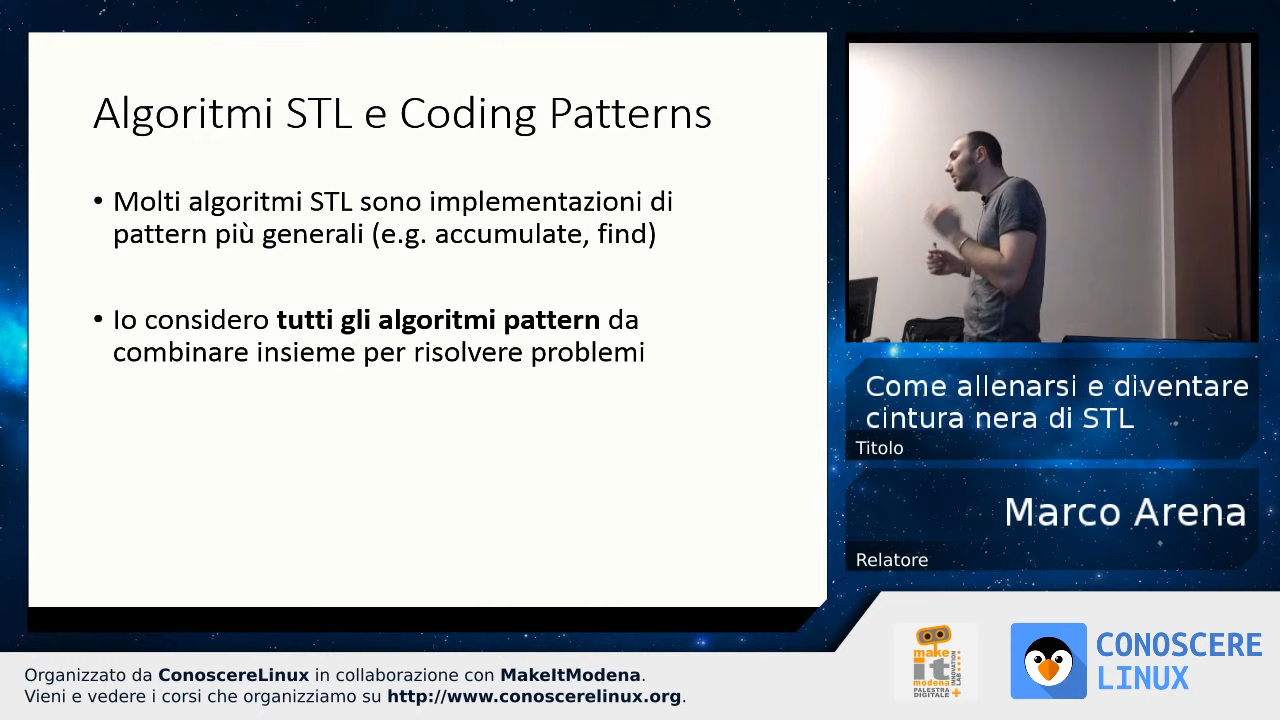 Algoritmi STL e Coding Patterns
• Molti algoritmi STL sono implementazioni di
pattern più generali (e.g. accumulate, find)
• Io considero tutti gli algoritmi pattern da
combinare insieme per risolvere problemi
Come allenarsi e diventare
cintura nera di STL
Titolo
Marco Arena
Relatore
Organizzato da ConoscereLinux in collaborazione con MakeItModena.
Vieni e vedere i corsi che organizziamo su http://www.conoscerelinux.org.
make
it
modena
PALESTRA
DIGITALE
INNOVATION
LAB
CONOSCERE
LINUX